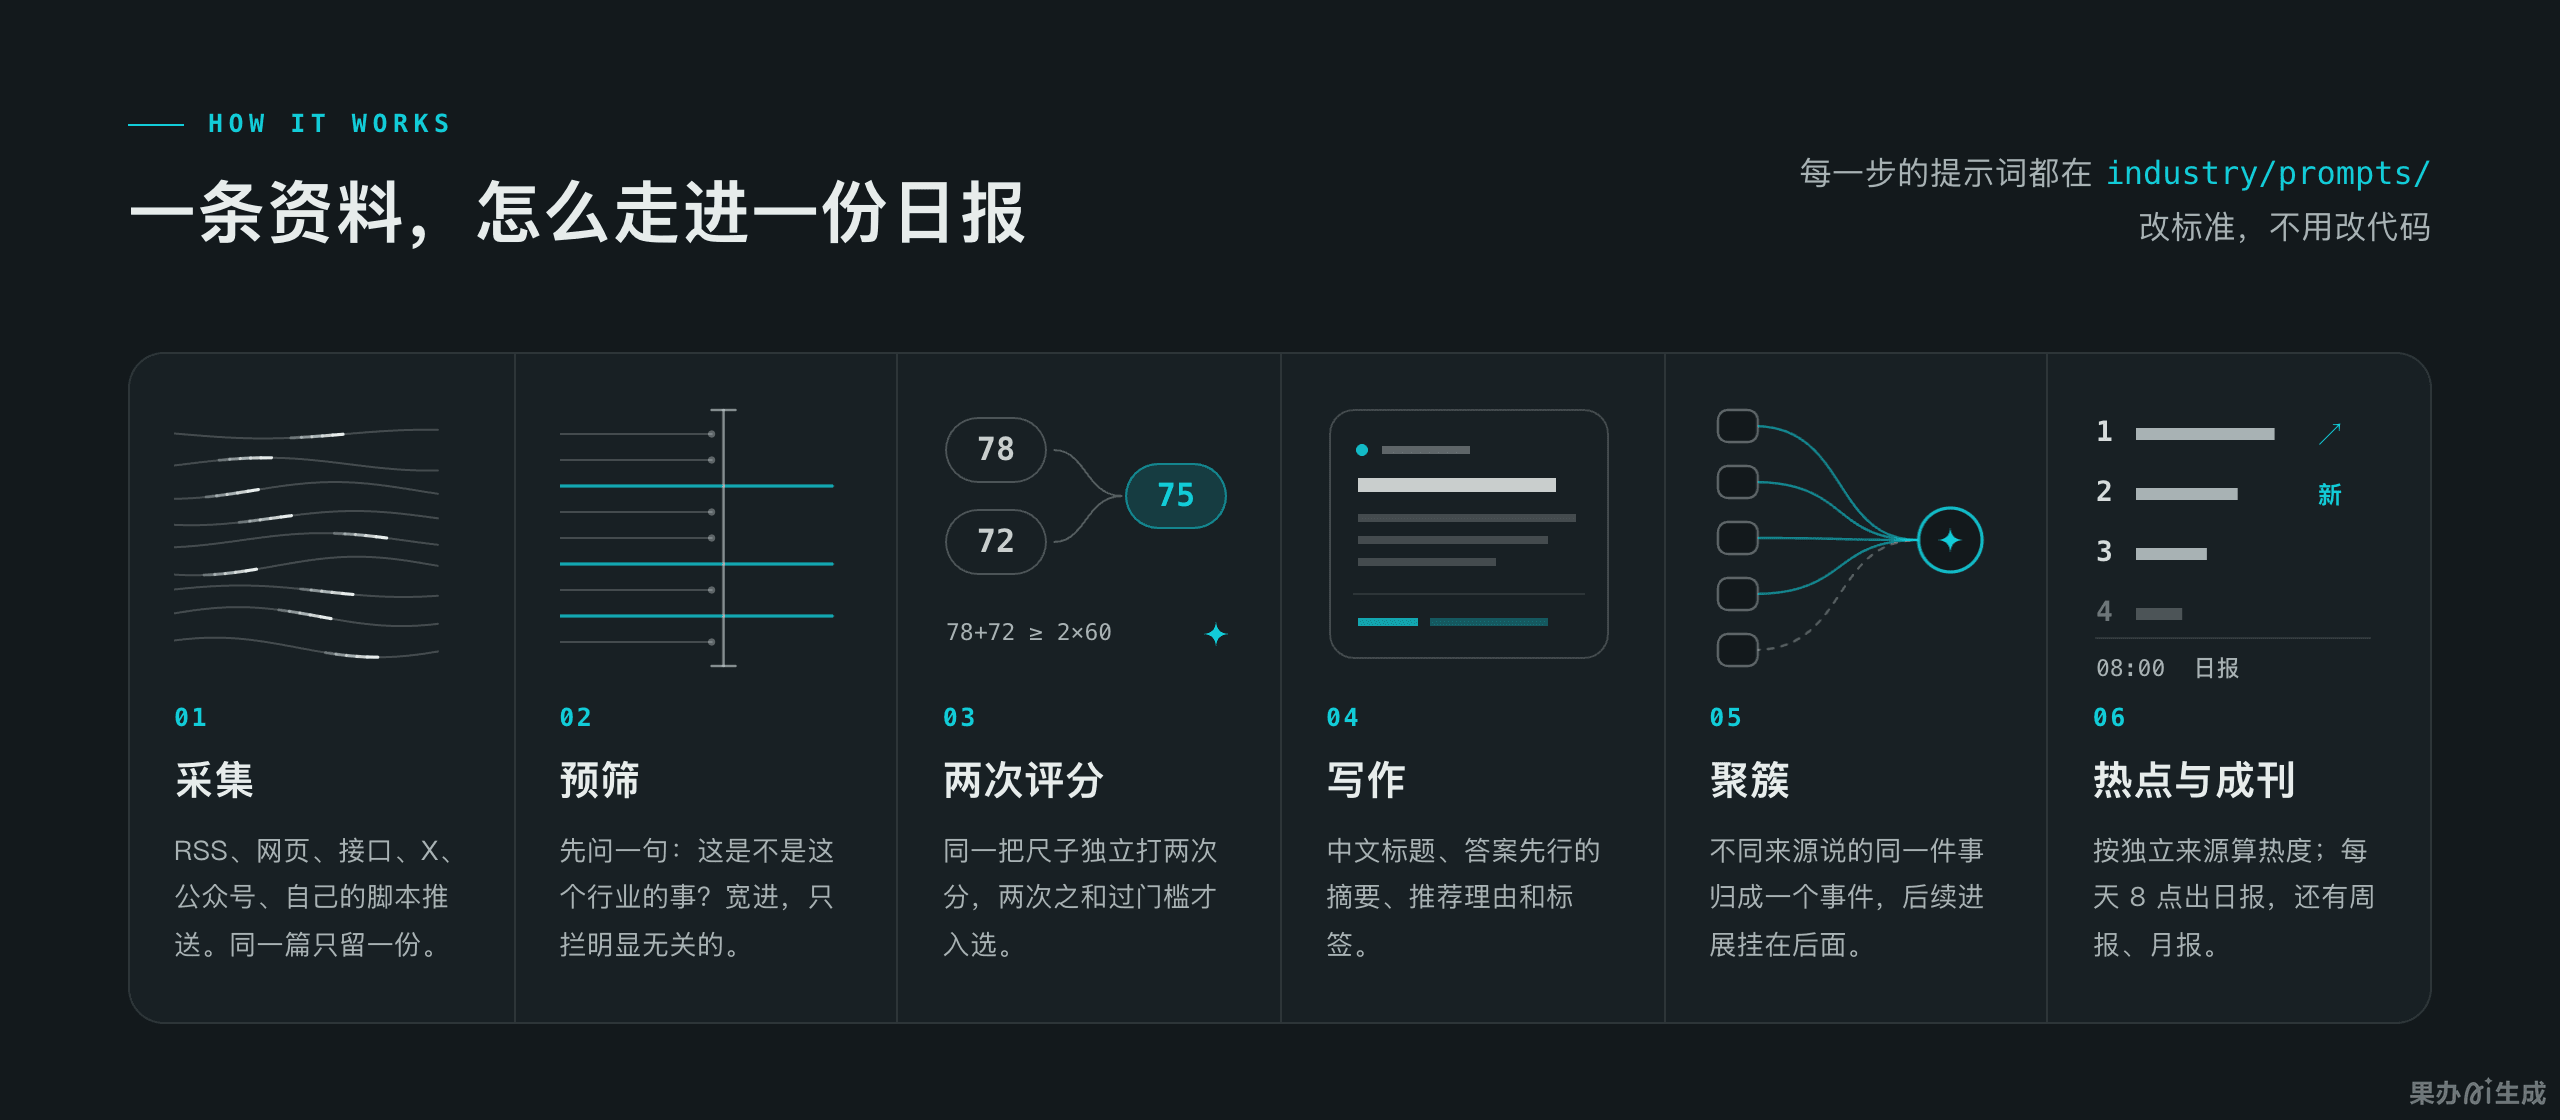 HOW IT WORKS
一条资料，怎么走进一份日报
每一步的提示词都在 industry/prompts/
改标准，不用改代码
78
72
75
78+72 ≥ 2×60
1
2 新
3
4
08:00 日报
01
采集
RSS、网页、接口、X、
公众号、自己的脚本推
送。同一篇只留一份。
02
预筛
先问一句：这是不是这
个行业的事？宽进，只
拦明显无关的。
03
两次评分
同一把尺子独立打两次
分，两次之和过门槛才
入选。
04
写作
中文标题、答案先行的
摘要、推荐理由和标
签。
05
聚簇
不同来源说的同一件事
归成一个事件，后续进
展挂在后面。
06
热点与成刊
按独立来源算热度；每
天 8 点出日报，还有周
报、月报。
果办Ai生成